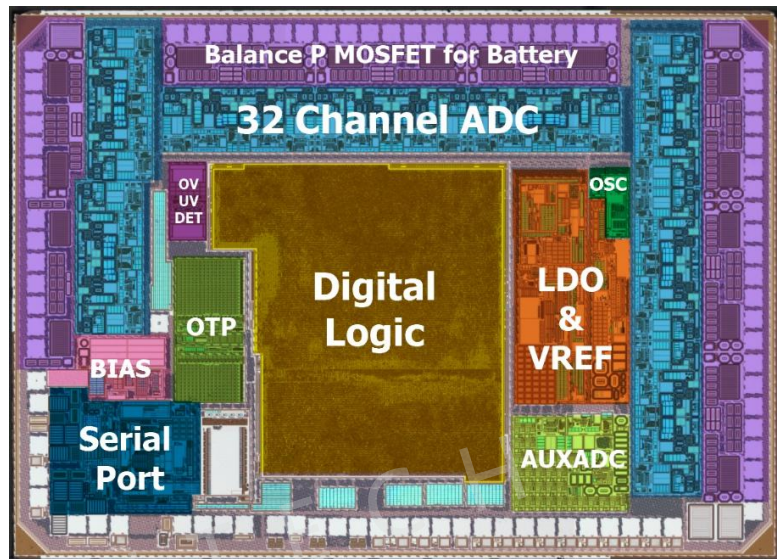 Balance P MOSFET for Battery
32 Channel ADC
OV
UV
DET
OSC
Digital
Logic
LDO
&
VREF
OTP
BIAS
Serial
Port
AUXADC